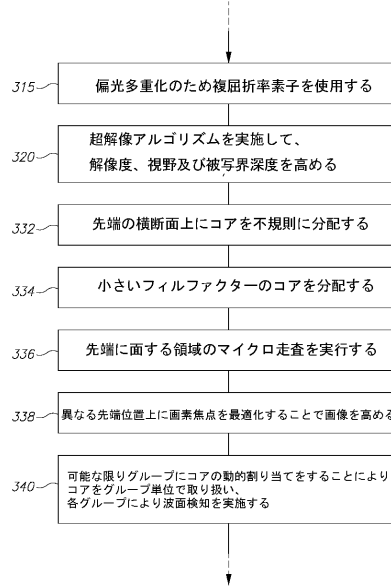 315 偏光多重化のため複屈折率素子を使用する
320 超解像アルゴリズムを実施して、
解像度、視野及び被写界深度を高める
332 先端の横断面上にコアを不規則に分配する
334 小さいフィルファクターのコアを分配する
336 先端に面する領域のマイクロ走査を実行する
338 異なる先端位置上に画素焦点を最適化することで画像を高める
340 可能な限りグループにコアの動的割り当てをすることにより
コアをグループ単位で取り扱い、
各グループにより波面検知を実施する